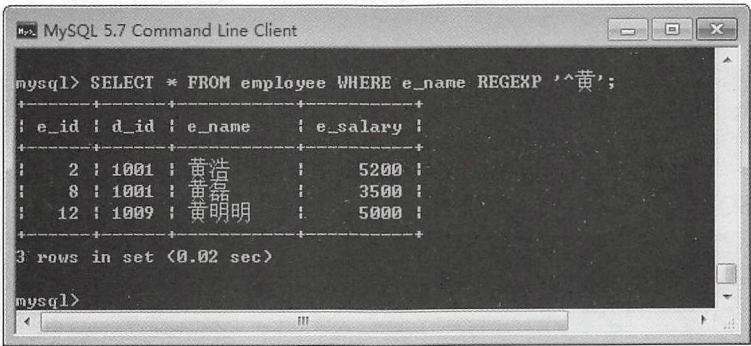 MySQL 5.7 Command Line Client
mysql> SELECT * FROM employee WHERE e_name REGEXP '^黄';
+------+------+--------+----------+
| e_id | d_id | e_name | e_salary |
+------+------+--------+----------+
| 2 | 1001 | 黄浩 | 5200 |
| 8 | 1001 | 黄磊 | 3500 |
| 12 | 1009 | 黄明明 | 5000 |
+------+------+--------+----------+
3 rows in set (0.02 sec)
mysql>